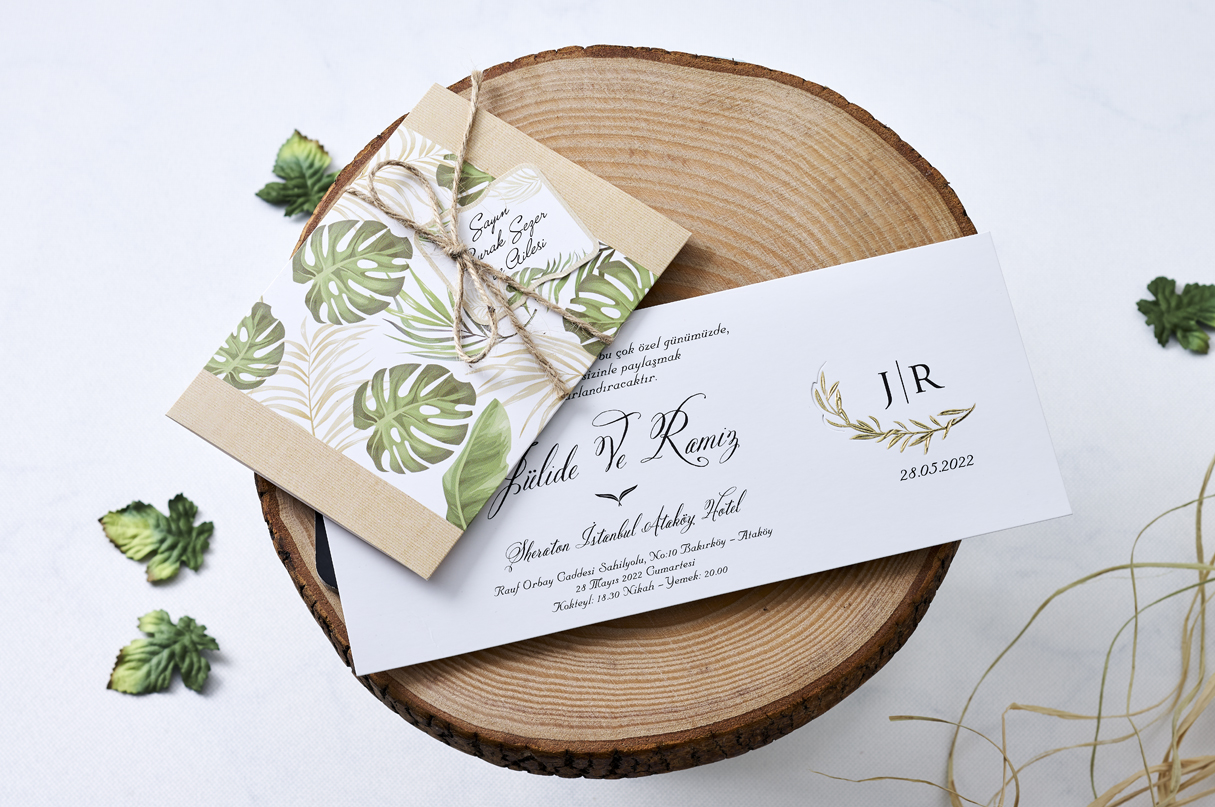 Sayın
Burak Sezer
Ailesi
bu çok özel günümüzde,
sizinle paylaşmak
Jülide Ve Ramiz
Sheraton İstanbul Ataköy Hotel
Rauf Orbay Caddesi Sahilyolu, No:10 Bakırköy - Ataköy
28 Mayıs 2022 Cumartesi
Kokteyl: 18.30 Nikah - Yemek: 20.00
J|R
28.05.2022